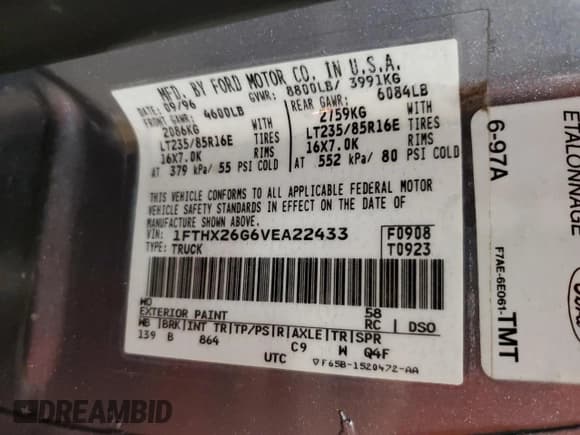 MFD. BY FORD MOTOR CO. IN U.S.A.
DATE: 09/96 GVWR: 8800LB/ 3991KG
FRONT GAWR: 4600LB REAR GAWR: 6084LB
2086KG WITH 2759KG WITH
LT235/85R16E TIRES LT235/85R16E TIRES
16X7.0K RIMS 16X7.0K RIMS
AT 379 kPa/ 55 PSI COLD AT 552 kPa/ 80 PSI COLD
THIS VEHICLE CONFORMS TO ALL APPLICABLE FEDERAL MOTOR
VEHICLE SAFETY STANDARDS IN EFFECT ON THE DATE OF
MANUFACTURE SHOWN ABOVE.
VIN: 1FTHX26G6VEA22433 F0908
TYPE: TRUCK T0923
WO 58
EXTERIOR PAINT RC DSO
WB BRK INT TR TP/PS R AXLE TR SPR
139 B 864 C9 W Q4F
UTC ▽F65B-1520472-AA
6-97A
ETALONNAGE
F7AE-6E061-TMT
DREAMBID